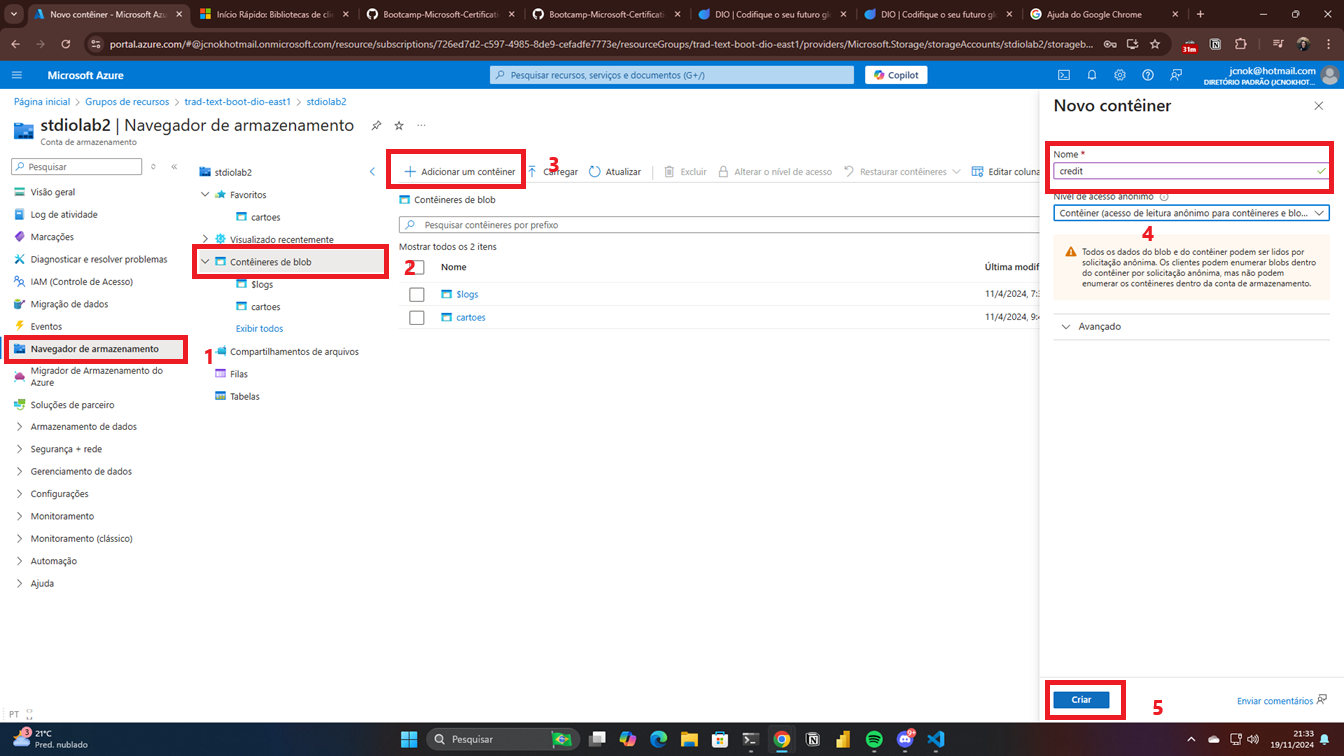 Novo contêiner - Microsoft Azu
Início Rápido: Bibliotecas de cli
Bootcamp-Microsoft-Certificati
Bootcamp-Microsoft-Certificati
DIO | Codifique o seu futuro gl
DIO | Codifique o seu futuro gl
Ajuda do Google Chrome
portal.azure.com/#@jcnokhotmail.onmicrosoft.com/resource/subscriptions/726ed7d2-c597-4985-8de9-cefadfe7773e/resourceGroups/trad-text-boot-dio-east1/providers/Microsoft.Storage/storageAccounts/stdiolab2/storageb...
31m
Microsoft Azure
Pesquisar recursos, serviços e documentos (G+/)
Copilot
jcnok@hotmail.com
DIRETÓRIO PADRÃO (JCNOKHOT...
Página inicial > Grupos de recursos > trad-text-boot-dio-east1 > stdiolab2
stdiolab2 | Navegador de armazenamento
Conta de armazenamento
Pesquisar
Visão geral
Log de atividade
Marcações
Diagnosticar e resolver problemas
IAM (Controle de Acesso)
Migração de dados
Eventos
Navegador de armazenamento
1
Migrador de Armazenamento do
Azure
Soluções de parceiro
Armazenamento de dados
Segurança + rede
Gerenciamento de dados
Configurações
Monitoramento
Monitoramento (clássico)
Automação
Ajuda
PT
stdiolab2
Favoritos
cartoes
Visualizado recentemente
Contêineres de blob
2
$logs
cartoes
Exibir todos
Compartilhamentos de arquivos
Filas
Tabelas
Adicionar um contêiner
3
Carregar
Atualizar
Excluir
Alterar o nível de acesso
Restaurar contêineres
Editar coluna
Contêineres de blob
Pesquisar contêineres por prefixo
Mostrar todos os 2 itens
Nome
Última modif
$logs
11/4/2024, 7:3
cartoes
11/4/2024, 9:4
Novo contêiner
Nome *
credit
Nível de acesso anônimo
Contêiner (acesso de leitura anônimo para contêineres e blo...
4
Todos os dados do blob e do contêiner podem ser lidos por
solicitação anônima. Os clientes podem enumerar blobs dentro
do contêiner por solicitação anônima, mas não podem
enumerar os contêineres dentro da conta de armazenamento.
Avançado
Criar
5
Enviar comentários
3
21°C
Pred. nublado
Pesquisar
21:33
19/11/2024